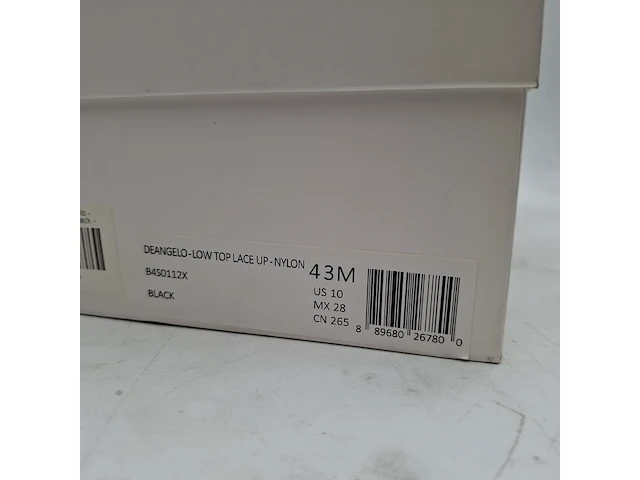 DEANGELO-LOW TOP LACE UP-NYLON 43M
B4S0112X
US 10
BLACK
MX 28
CN 265
8 89680 26780 0